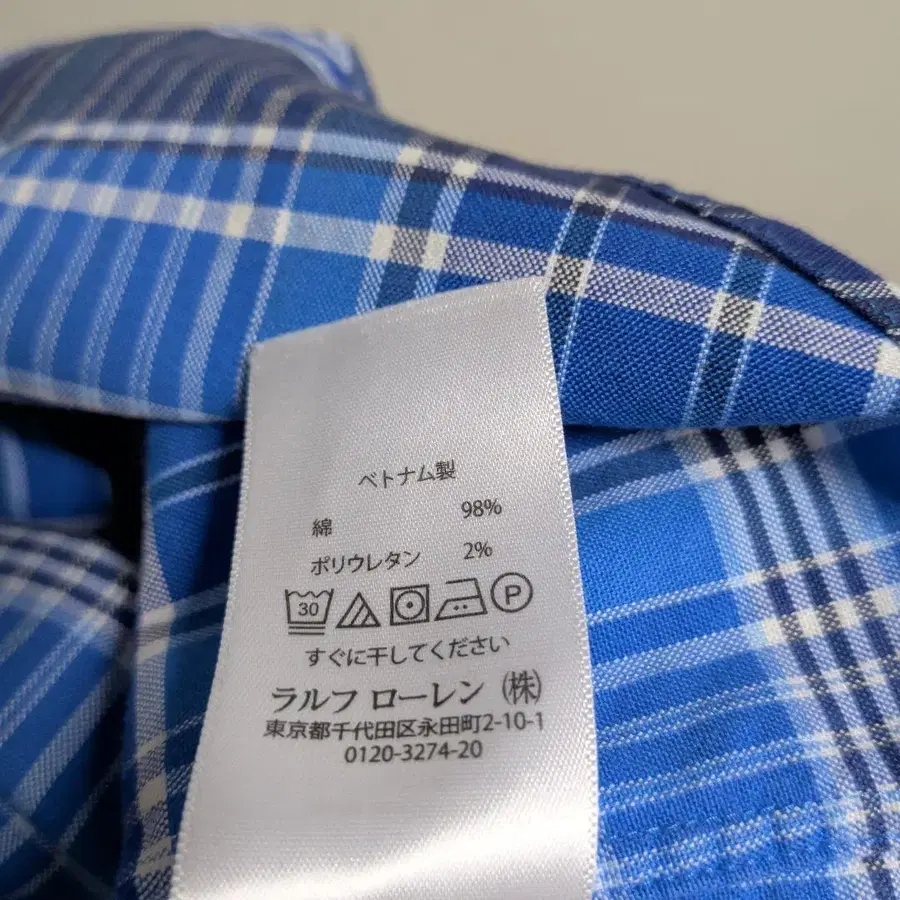 ベトナム製
綿 98%
ポリウレタン 2%
30 P
すぐに干してください
ラルフ ローレン ㈱
東京都千代田区永田町2-10-1
0120-3274-20